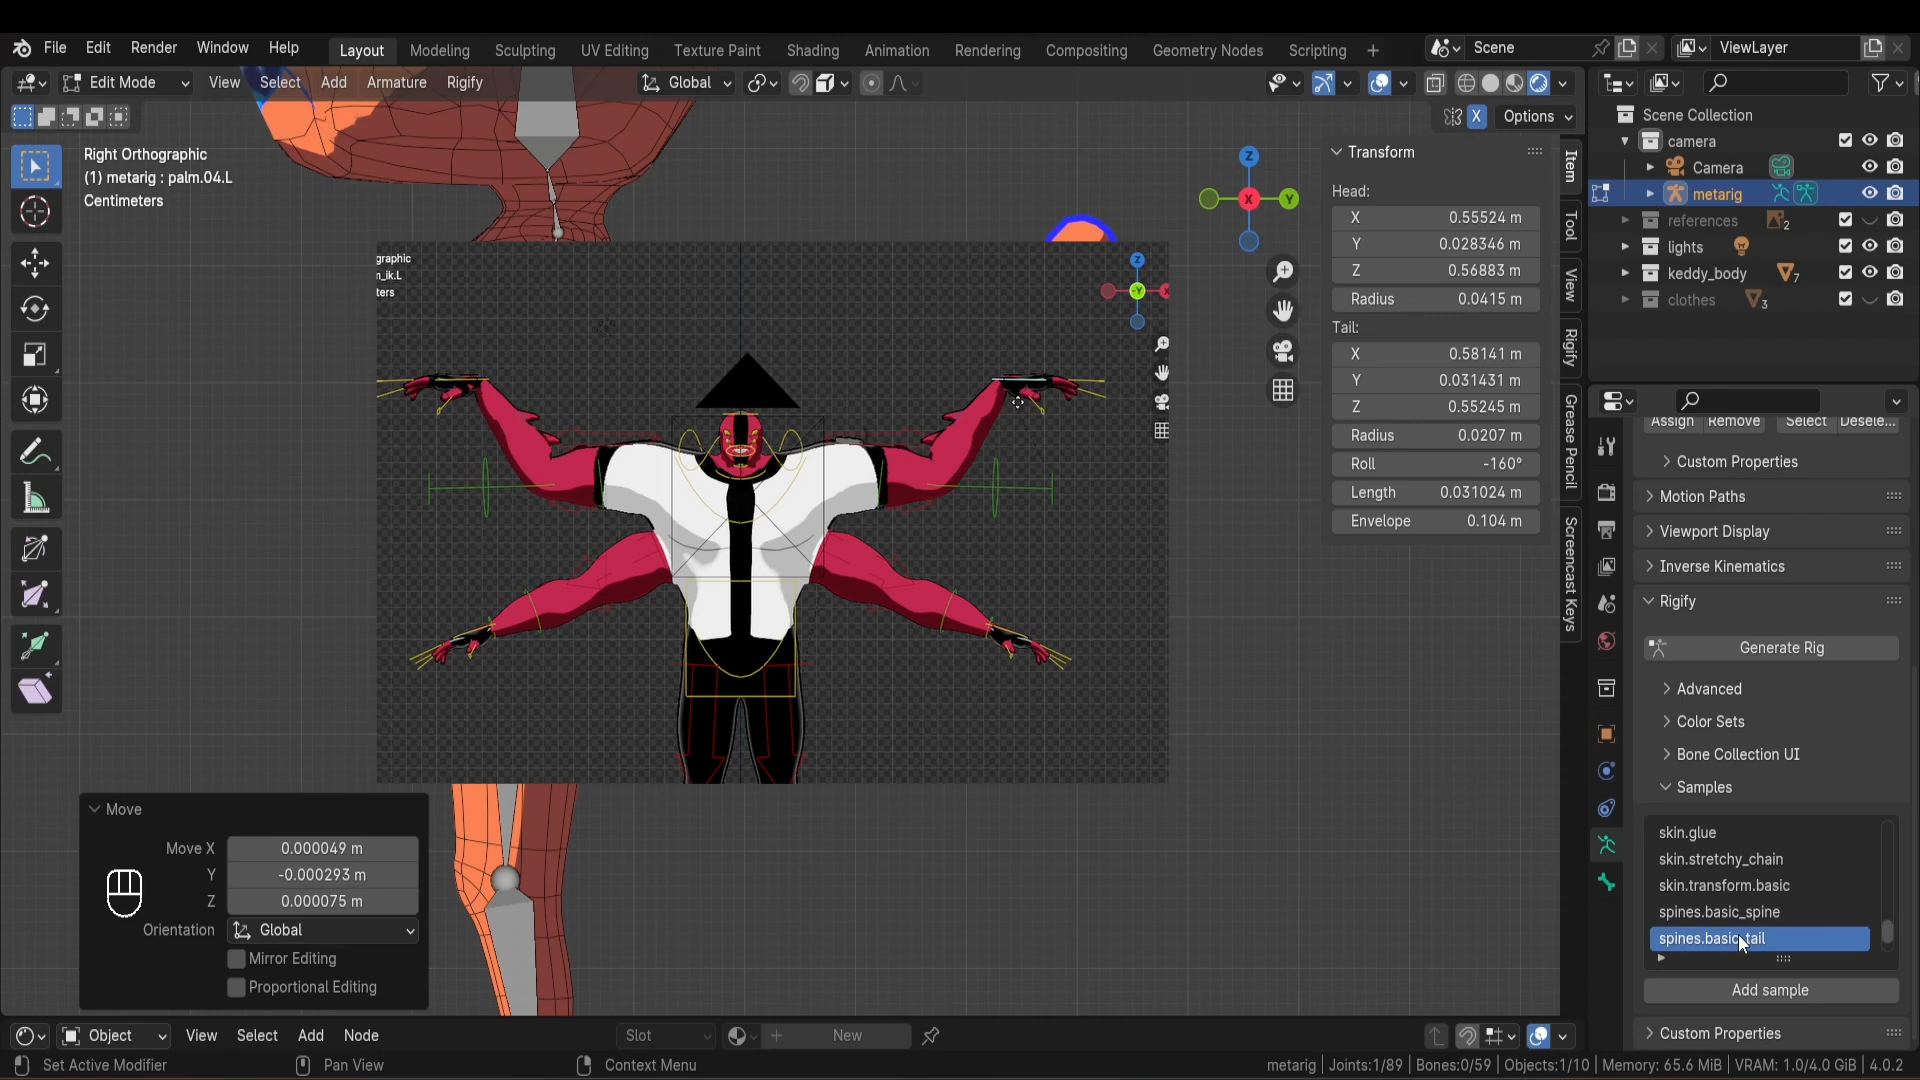 File Edit Render Window Help Layout Modeling Sculpting UV Editing Texture Paint Shading Animation Rendering Compositing Geometry Nodes Scripting + Scene ViewLayer
Edit Mode View Select Add Armature Rigify Global
X Options
Scene Collection
camera
Camera
metarig
references 2
lights
keddy_body 7
clothes 3
Right Orthographic
(1) metarig : palm.04.L
Centimeters
Z
X
Y
graphic
n_ik.L
ters
Z
-Y
X
Transform
Head:
X 0.55524 m
Y 0.028346 m
Z 0.56883 m
Radius 0.0415 m
Tail:
X 0.58141 m
Y 0.031431 m
Z 0.55245 m
Radius 0.0207 m
Roll -160°
Length 0.031024 m
Envelope 0.104 m
Item
Tool
View
Rigify
Grease Pencil
Screencast Keys
Assign Remove Select Desele...
Custom Properties
Motion Paths
Viewport Display
Inverse Kinematics
Rigify
Generate Rig
Advanced
Color Sets
Bone Collection UI
Samples
skin.glue
skin.stretchy_chain
skin.transform.basic
spines.basic_spine
spines.basic_tail
Add sample
Custom Properties
Move
Move X 0.000049 m
Y -0.000293 m
Z 0.000075 m
Orientation Global
Mirror Editing
Proportional Editing
Object View Select Add Node Slot + New
Set Active Modifier Pan View Context Menu metarig | Joints:1/89 | Bones:0/59 | Objects:1/10 | Memory: 65.6 MiB | VRAM: 1.0/4.0 GiB | 4.0.2